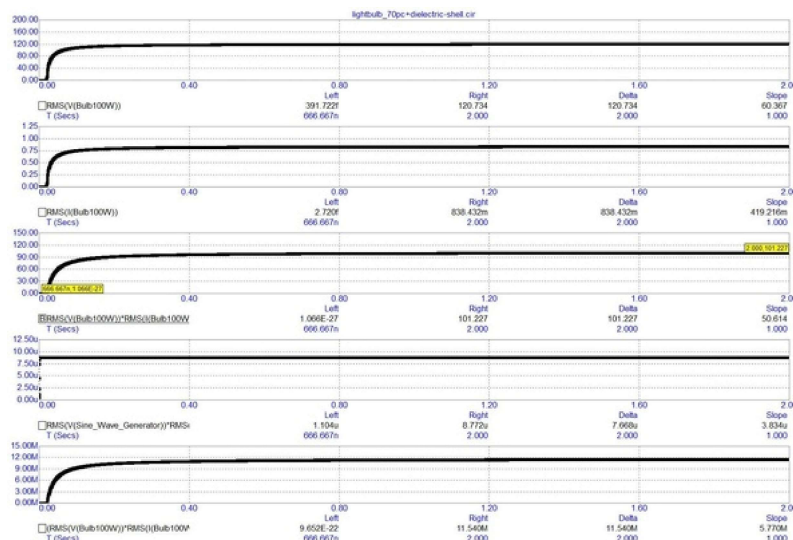 lightbulb_70pc+dielectric-shell.cir
200.00
160.00
120.00
80.00
40.00
0.00
0.00 0.40 0.80 1.20 1.60 2.0
Left Right Delta Slope
RMS(V(Bulb100W)) 391.722f 120.734 120.734 60.367
T (Secs) 666.667n 2.000 2.000 1.000
1.25
1.00
0.75
0.50
0.25
0.00
0.00 0.40 0.80 1.20 1.60 2.0
Left Right Delta Slope
RMS(I(Bulb100W)) 2.720f 838.432m 838.432m 419.216m
T (Secs) 666.667n 2.000 2.000 1.000
150.00
120.00
90.00
60.00
30.00
0.00
2.000,101.227
666.667n,1.066E-27
0.00 0.40 0.80 1.20 1.60 2.0
Left Right Delta Slope
RMS(V(Bulb100W))*RMS(I(Bulb100W 1.066E-27 101.227 101.227 50.614
T (Secs) 666.667n 2.000 2.000 1.000
12.50u
10.00u
7.50u
5.00u
2.50u
0.00u
0.00 0.40 0.80 1.20 1.60 2.0
Left Right Delta Slope
RMS(V(Sine_Wave_Generator))*RMS( 1.104u 8.772u 7.668u 3.834u
T (Secs) 666.667n 2.000 2.000 1.000
15.00M
12.00M
9.00M
6.00M
3.00M
0.00M
0.00 0.40 0.80 1.20 1.60 2.0
Left Right Delta Slope
(RMS(V(Bulb100W))*RMS(I(Bulb100W 9.652E-22 11.540M 11.540M 5.770M
T (Secs) 666.667n 2.000 2.000 1.000